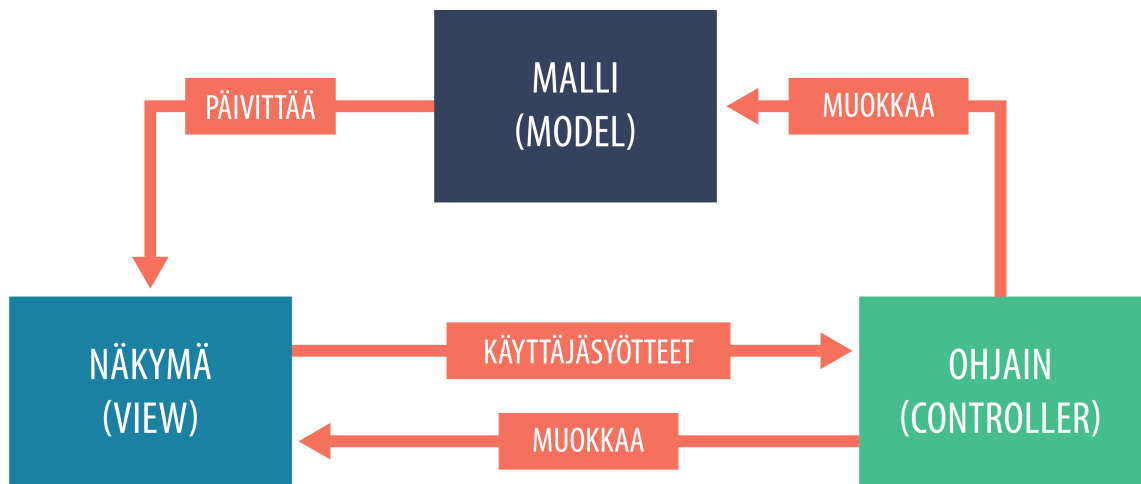 MALLI
(MODEL)
PÄIVITTÄÄ
MUOKKAA
NÄKYMÄ
(VIEW)
KÄYTTÄJÄSYÖTTEET
MUOKKAA
OHJAIN
(CONTROLLER)